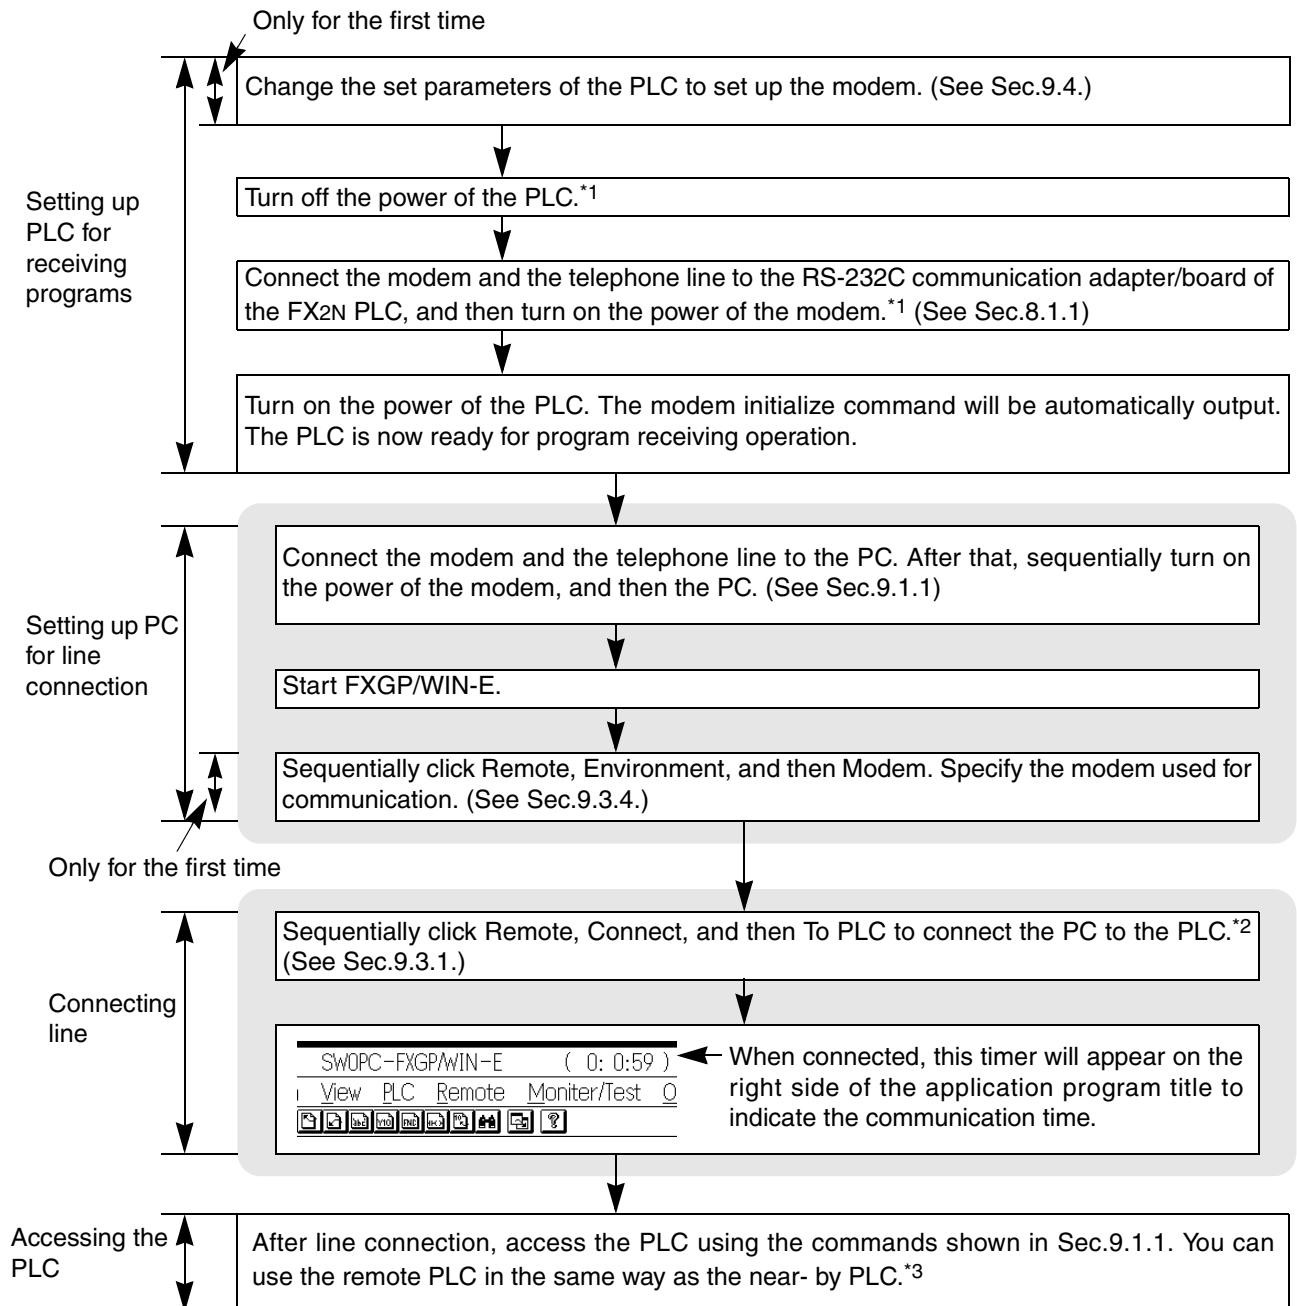 Only for the first time
Change the set parameters of the PLC to set up the modem. (See Sec.9.4.)
Setting up
PLC for
receiving
programs
Turn off the power of the PLC.*1
Connect the modem and the telephone line to the RS-232C communication adapter/board of
the FX2N PLC, and then turn on the power of the modem.*1 (See Sec.8.1.1)
Turn on the power of the PLC. The modem initialize command will be automatically output.
The PLC is now ready for program receiving operation.
Setting up PC
for line
connection
Connect the modem and the telephone line to the PC. After that, sequentially turn on
the power of the modem, and then the PC. (See Sec.9.1.1)
Start FXGP/WIN-E.
Sequentially click Remote, Environment, and then Modem. Specify the modem used for
communication. (See Sec.9.3.4.)
Only for the first time
Connecting
line
Sequentially click Remote, Connect, and then To PLC to connect the PC to the PLC.*2
(See Sec.9.3.1.)
SW0PC-FXGP/WIN-E ( 0: 0:59 )
View PLC Remote Moniter/Test O
abc Y10 FNC
?
When connected, this timer will appear on the
right side of the application program title to
indicate the communication time.
Accessing the
PLC
After line connection, access the PLC using the commands shown in Sec.9.1.1. You can
use the remote PLC in the same way as the near- by PLC.*3